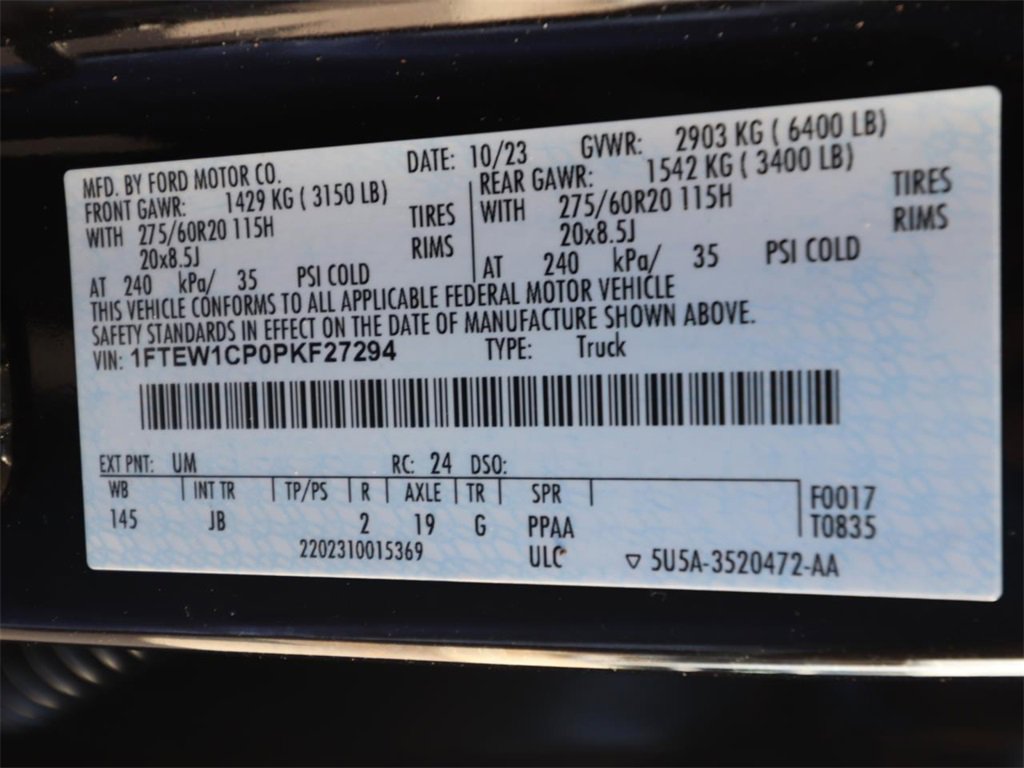 MFD. BY FORD MOTOR CO. DATE: 10/23 GVWR: 2903 KG ( 6400 LB)
FRONT GAWR: 1429 KG ( 3150 LB) REAR GAWR: 1542 KG ( 3400 LB)
WITH 275/60R20 115H TIRES WITH 275/60R20 115H TIRES
20x8.5J RIMS 20x8.5J RIMS
AT 240 kPa/ 35 PSI COLD AT 240 kPa/ 35 PSI COLD
THIS VEHICLE CONFORMS TO ALL APPLICABLE FEDERAL MOTOR VEHICLE
SAFETY STANDARDS IN EFFECT ON THE DATE OF MANUFACTURE SHOWN ABOVE.
VIN: 1FTEW1CP0PKF27294 TYPE: Truck
EXT PNT: UM RC: 24 DSO:
WB INT TR TP/PS R AXLE TR SPR F0017
145 JB 2 19 G PPAA T0835
2202310015369 ULC ▽ 5U5A-3520472-AA